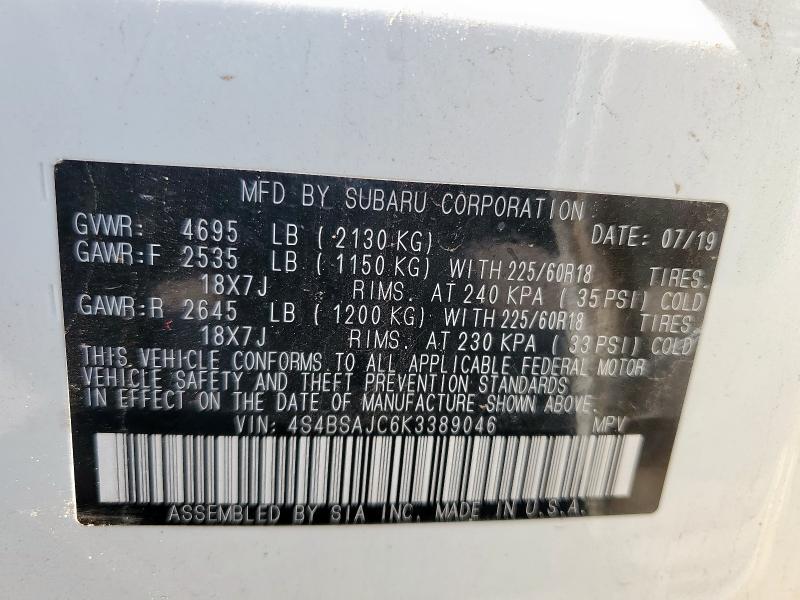 MFD BY SUBARU CORPORATION
GVWR: 4695 LB ( 2130 KG) DATE: 07/19
GAWR:F 2535 LB ( 1150 KG) WITH 225/60R18 TIRES.
18X7J RIMS. AT 240 KPA ( 35 PSI) COLD
GAWR:R 2645 LB ( 1200 KG) WITH 225/60R18 TIRES.
18X7J RIMS. AT 230 KPA ( 33 PSI) COLD
THIS VEHICLE CONFORMS TO ALL APPLICABLE FEDERAL MOTOR
VEHICLE SAFETY AND THEFT PREVENTION STANDARDS
IN EFFECT ON THE DATE OF MANUFACTURE SHOWN ABOVE.
VIN: 4S4BSAJC6K3389046 MPV
ASSEMBLED BY SIA INC. MADE IN U.S.A.